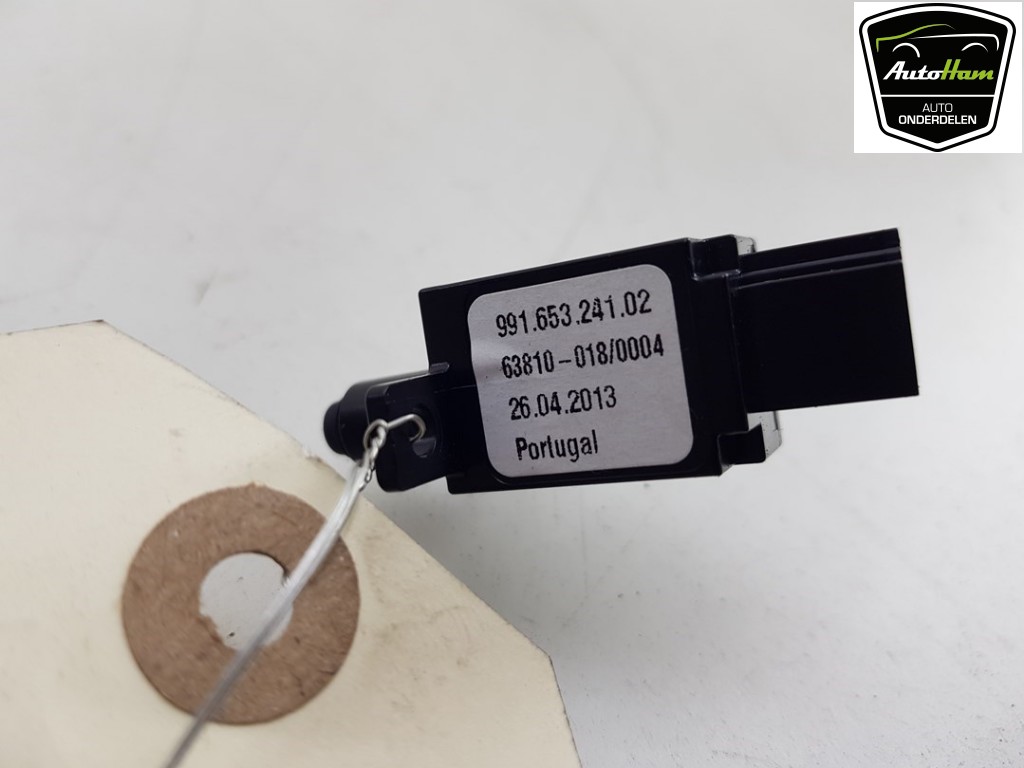 AutoHam
AUTO
ONDERDELEN
991.653.241.02
63810-018/0004
26.04.2013
Portugal